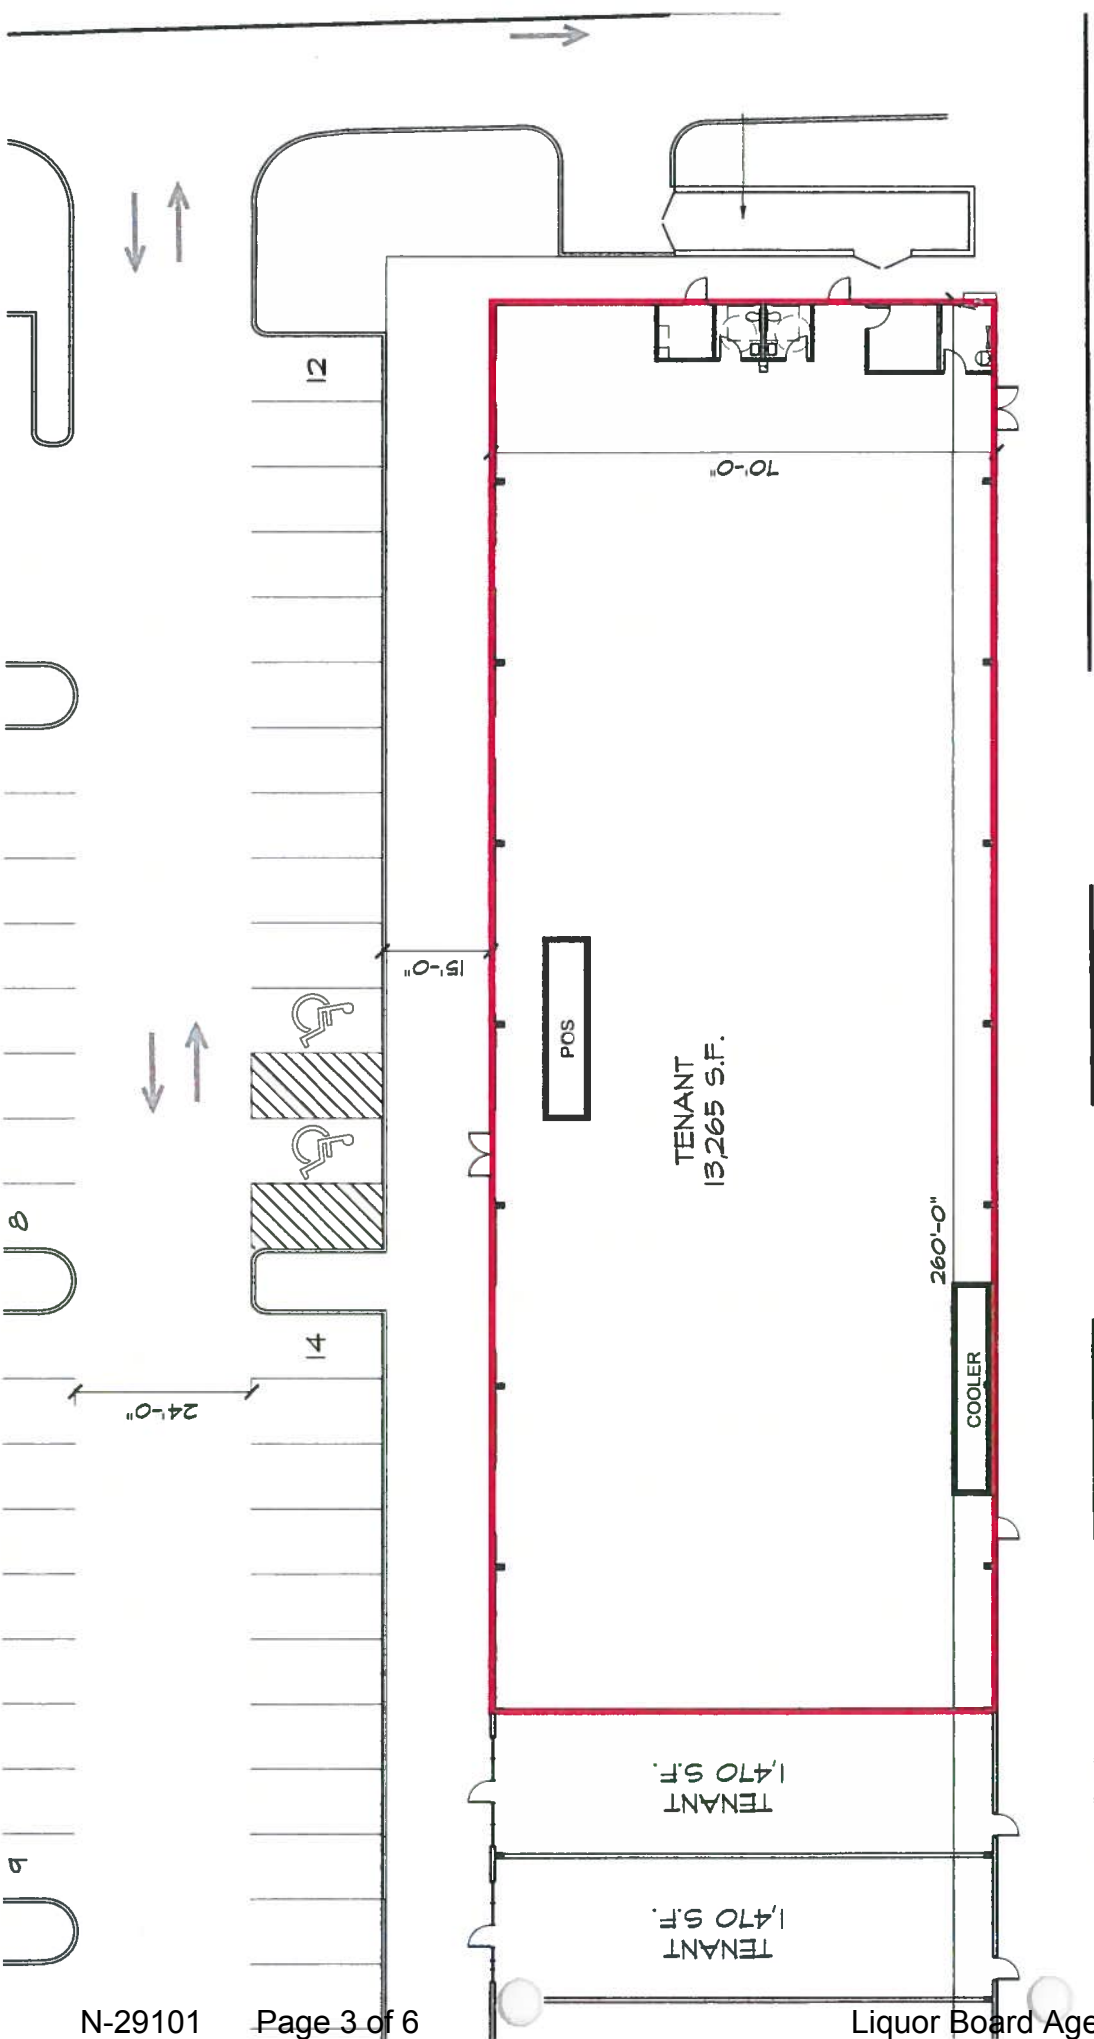 12
70'-0"
15'-0"
POS
TENANT
13,265 S.F.
8
260'-0"
14
COOLER
24'-0"
TENANT
1,470 S.F.
9
TENANT
1,470 S.F.
N-29101 Page 3 of 6
Liquor Board Age